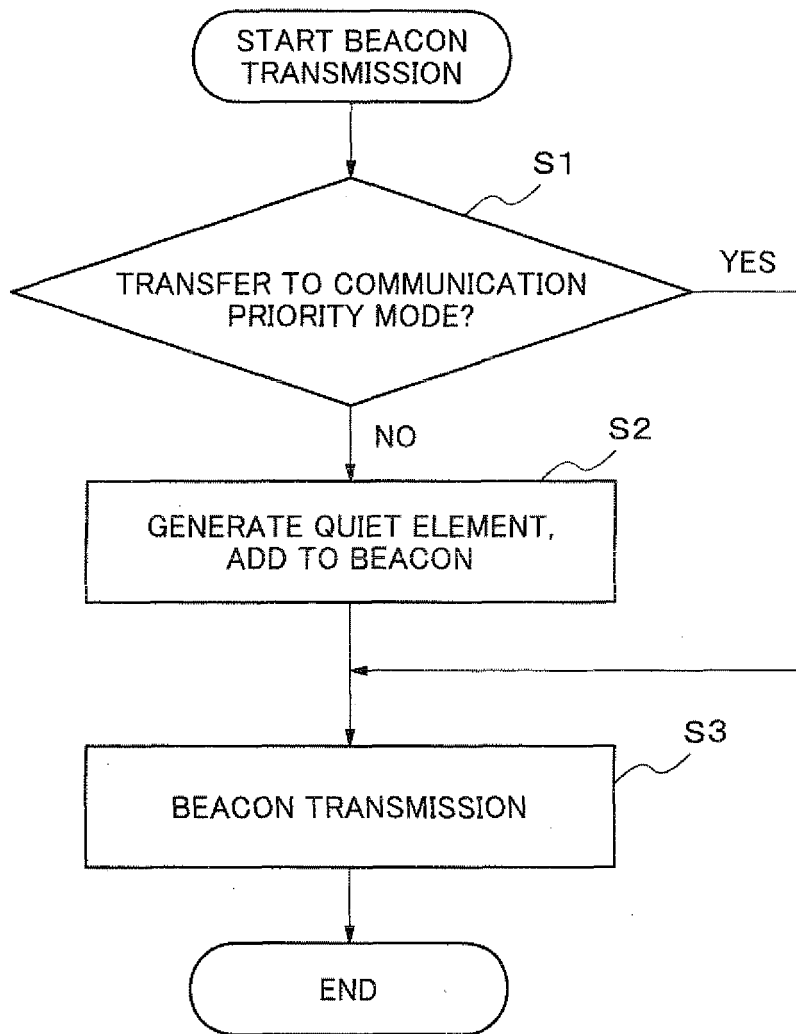 START BEACON
TRANSMISSION
S1
TRANSFER TO COMMUNICATION
PRIORITY MODE?
YES
NO
S2
GENERATE QUIET ELEMENT,
ADD TO BEACON
S3
BEACON TRANSMISSION
END